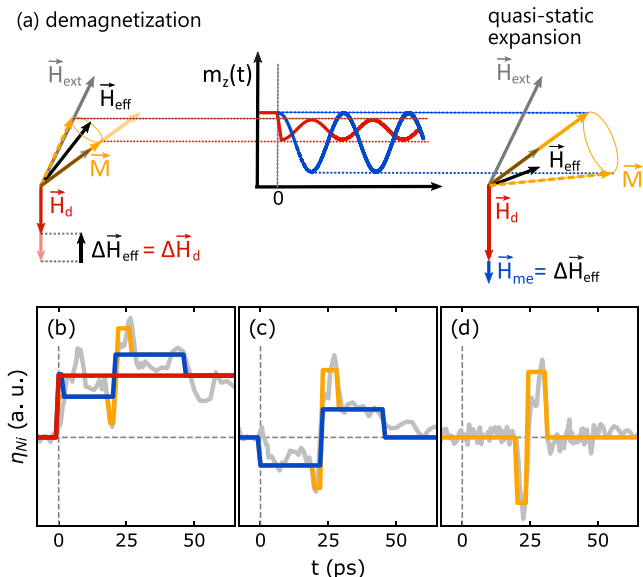 (a) demagnetization
quasi-static
expansion
H⃗ext
H⃗eff
M⃗
H⃗d
ΔH⃗eff = ΔH⃗d
mz(t)
0
H⃗ext
H⃗eff
M⃗
H⃗d
H⃗me = ΔH⃗eff
(b) (c) (d)
ηNi (a. u.)
0 25 50 0 25 50 0 25 50
t (ps)